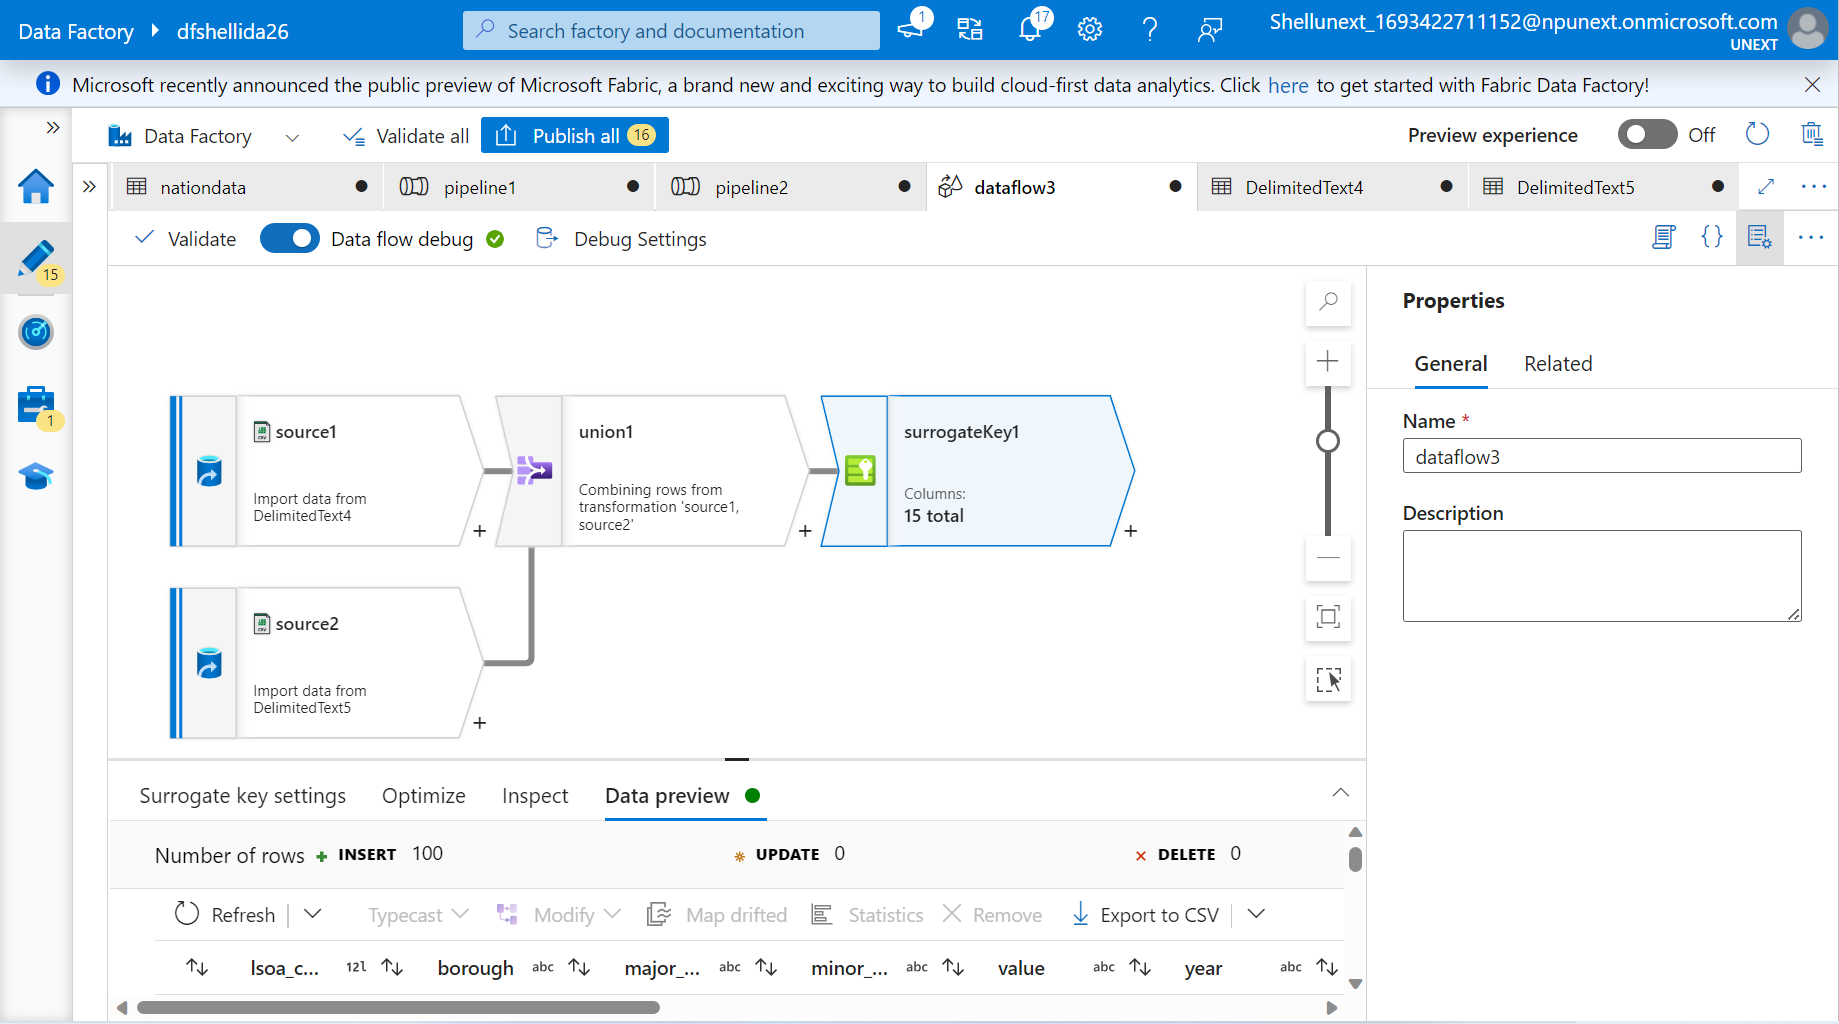 Data Factory dfshellida26
Search factory and documentation
1
17
Shellunext_1693422711152@npunext.onmicrosoft.com
UNEXT
Microsoft recently announced the public preview of Microsoft Fabric, a brand new and exciting way to build cloud-first data analytics. Click here to get started with Fabric Data Factory!
Data Factory
Validate all
Publish all 16
Preview experience
Off
nationdata
pipeline1
pipeline2
dataflow3
DelimitedText4
DelimitedText5
Validate
Data flow debug
Debug Settings
15
1
source1
Import data from
DelimitedText4
+
union1
Combining rows from
transformation 'source1,
source2'
+
surrogateKey1
Columns:
15 total
+
source2
Import data from
DelimitedText5
+
Properties
General
Related
Name *
dataflow3
Description
Surrogate key settings
Optimize
Inspect
Data preview
Number of rows
INSERT 100
UPDATE 0
DELETE 0
Refresh
Typecast
Modify
Map drifted
Statistics
Remove
Export to CSV
lsoa_c... 12l
borough abc
major_... abc
minor_... abc
value abc
year abc